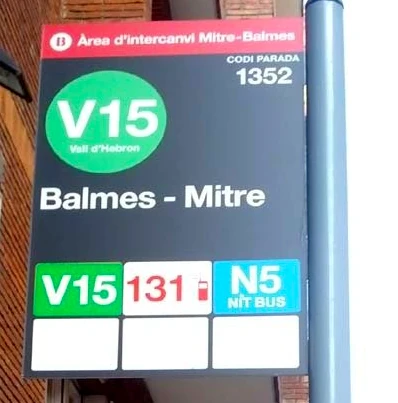 B Àrea d'intercanvi Mitre-Balmes
CODI PARADA
1352
V15
Vall d'Hebron
Balmes - Mitre
V15 131 N5
NIT BUS